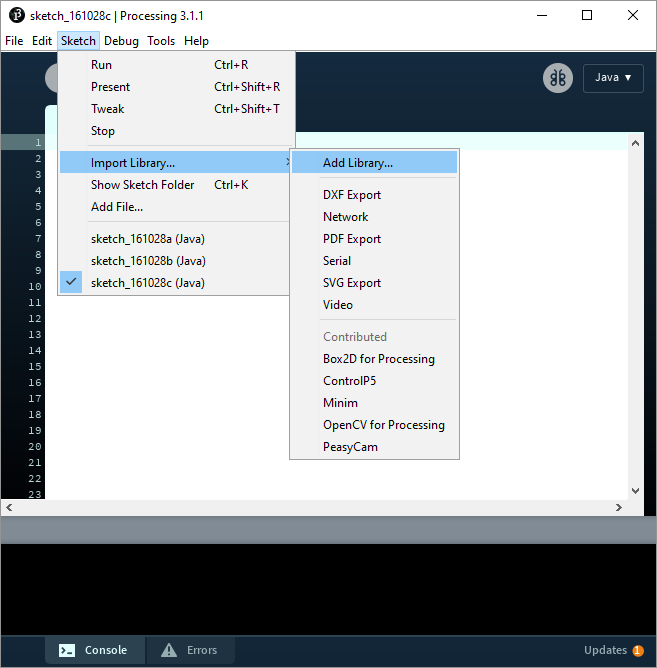 sketch_161028c | Processing 3.1.1
File Edit Sketch Debug Tools Help
Java ▾
Run Ctrl+R
Present Ctrl+Shift+R
Tweak Ctrl+Shift+T
Stop
Import Library...
Show Sketch Folder Ctrl+K
Add File...
sketch_161028a (Java)
sketch_161028b (Java)
sketch_161028c (Java)
Add Library...
DXF Export
Network
PDF Export
Serial
SVG Export
Video
Contributed
Box2D for Processing
ControlP5
Minim
OpenCV for Processing
PeasyCam
1
2
3
4
5
6
7
8
9
10
11
12
13
14
15
16
17
18
19
20
21
22
23
Console Errors Updates 1